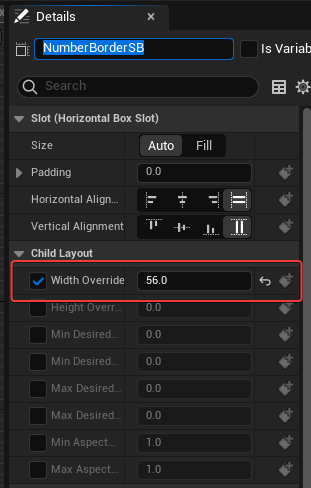 Details
NumberBorderSB
Is Variab
Search
Slot (Horizontal Box Slot)
Size Auto Fill
Padding 0.0
Horizontal Align...
Vertical Alignment
Child Layout
Width Override 56.0
Height Overr... 0.0
Min Desired... 0.0
Min Desired... 0.0
Max Desired... 0.0
Max Desired... 0.0
Min Aspect... 1.0
Max Aspect... 1.0